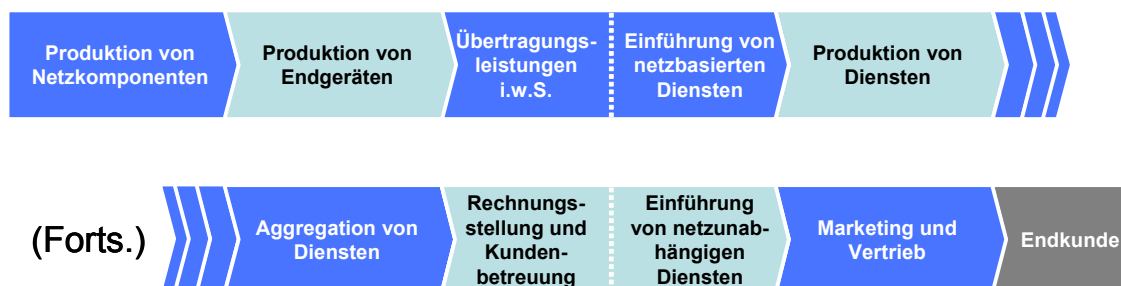 Produktion von
Netzkomponenten
Produktion von
Endgeräten
Übertragungs-
leistungen
i.w.S.
Einführung von
netzbasierten
Diensten
Produktion von
Diensten
(Forts.)
Aggregation von
Diensten
Rechnungs-
stellung und
Kunden-
betreuung
Einführung
von netzunab-
hängigen
Diensten
Marketing und
Vertrieb
Endkunde